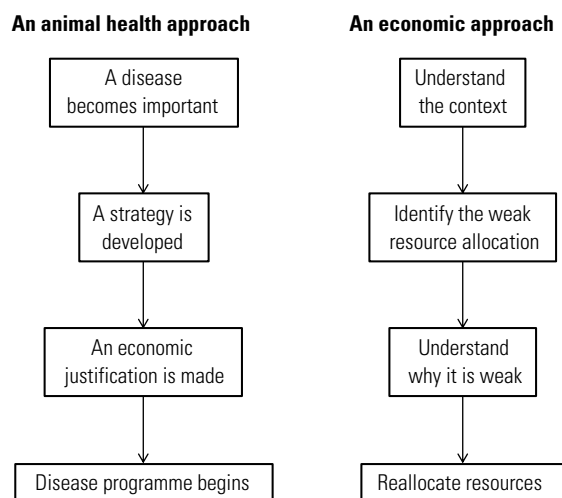 An animal health approach
A disease
becomes important
A strategy is
developed
An economic
justification is made
Disease programme begins
An economic approach
Understand
the context
Identify the weak
resource allocation
Understand
why it is weak
Reallocate resources